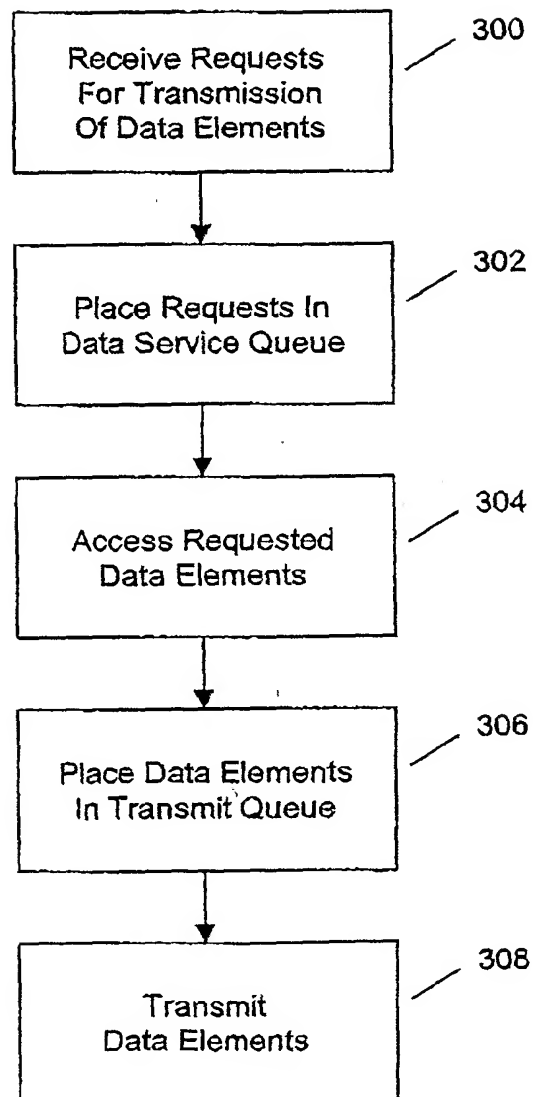 Receive Requests
For Transmission
Of Data Elements
300
Place Requests In
Data Service Queue
302
Access Requested
Data Elements
304
Place Data Elements
In Transmit Queue
306
Transmit
Data Elements
308